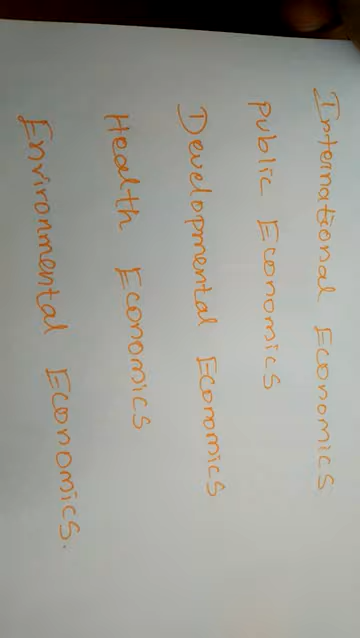 International Economics
Public Economics
Developmental Economics
Health Economics
Environmental Economics.